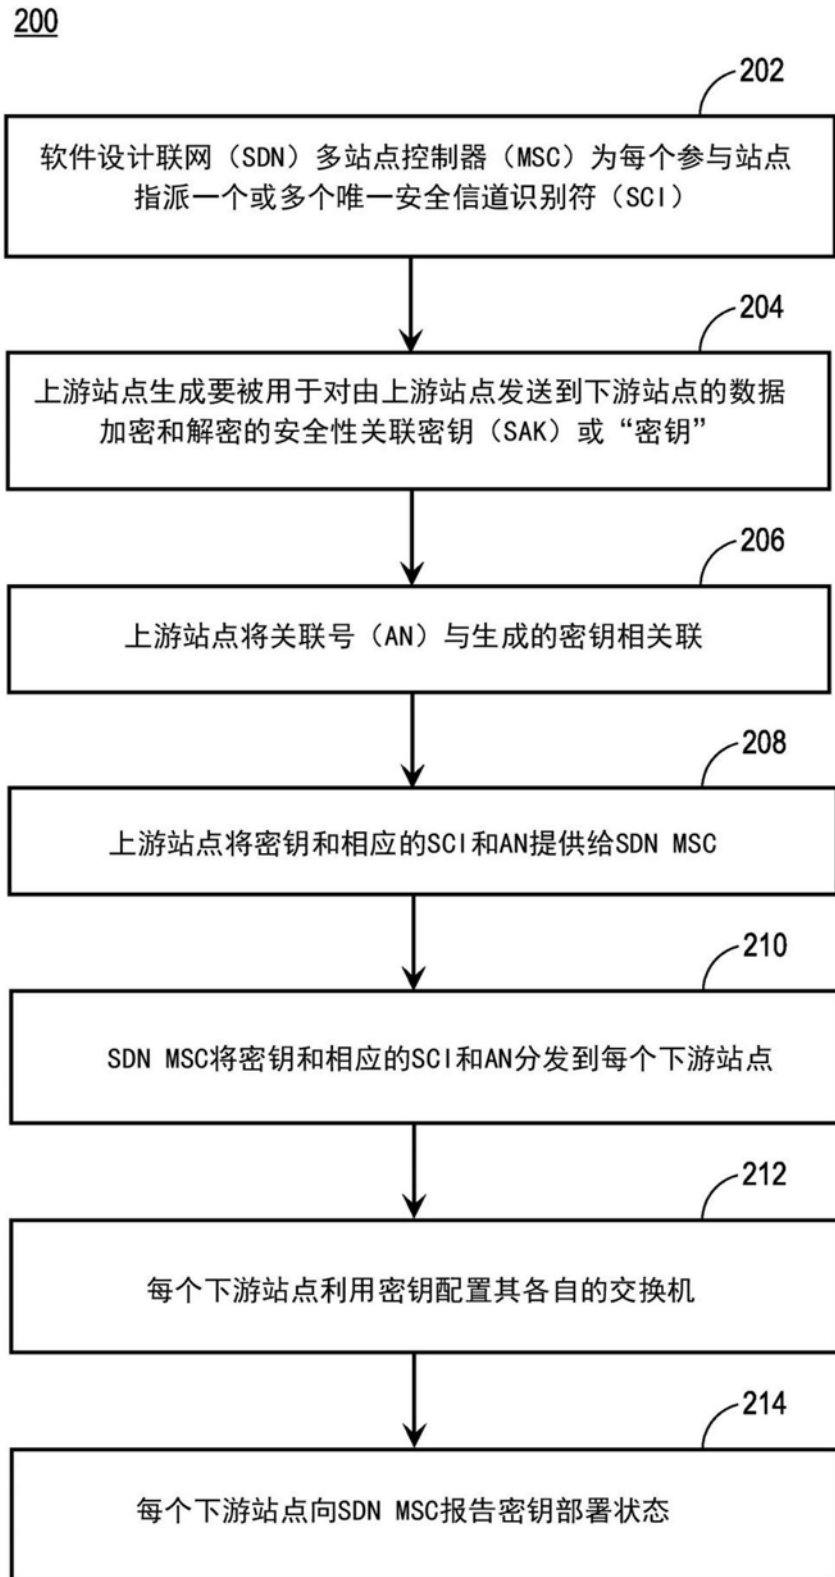 200
202
软件设计联网（SDN）多站点控制器（MSC）为每个参与站点
指派一个或多个唯一安全信道识别符（SCI）
204
上游站点生成要被用于对由上游站点发送到下游站点的数据
加密和解密的安全性关联密钥（SAK）或“密钥”
206
上游站点将关联号（AN）与生成的密钥相关联
208
上游站点将密钥和相应的SCI和AN提供给SDN MSC
210
SDN MSC将密钥和相应的SCI和AN分发到每个下游站点
212
每个下游站点利用密钥配置其各自的交换机
214
每个下游站点向SDN MSC报告密钥部署状态